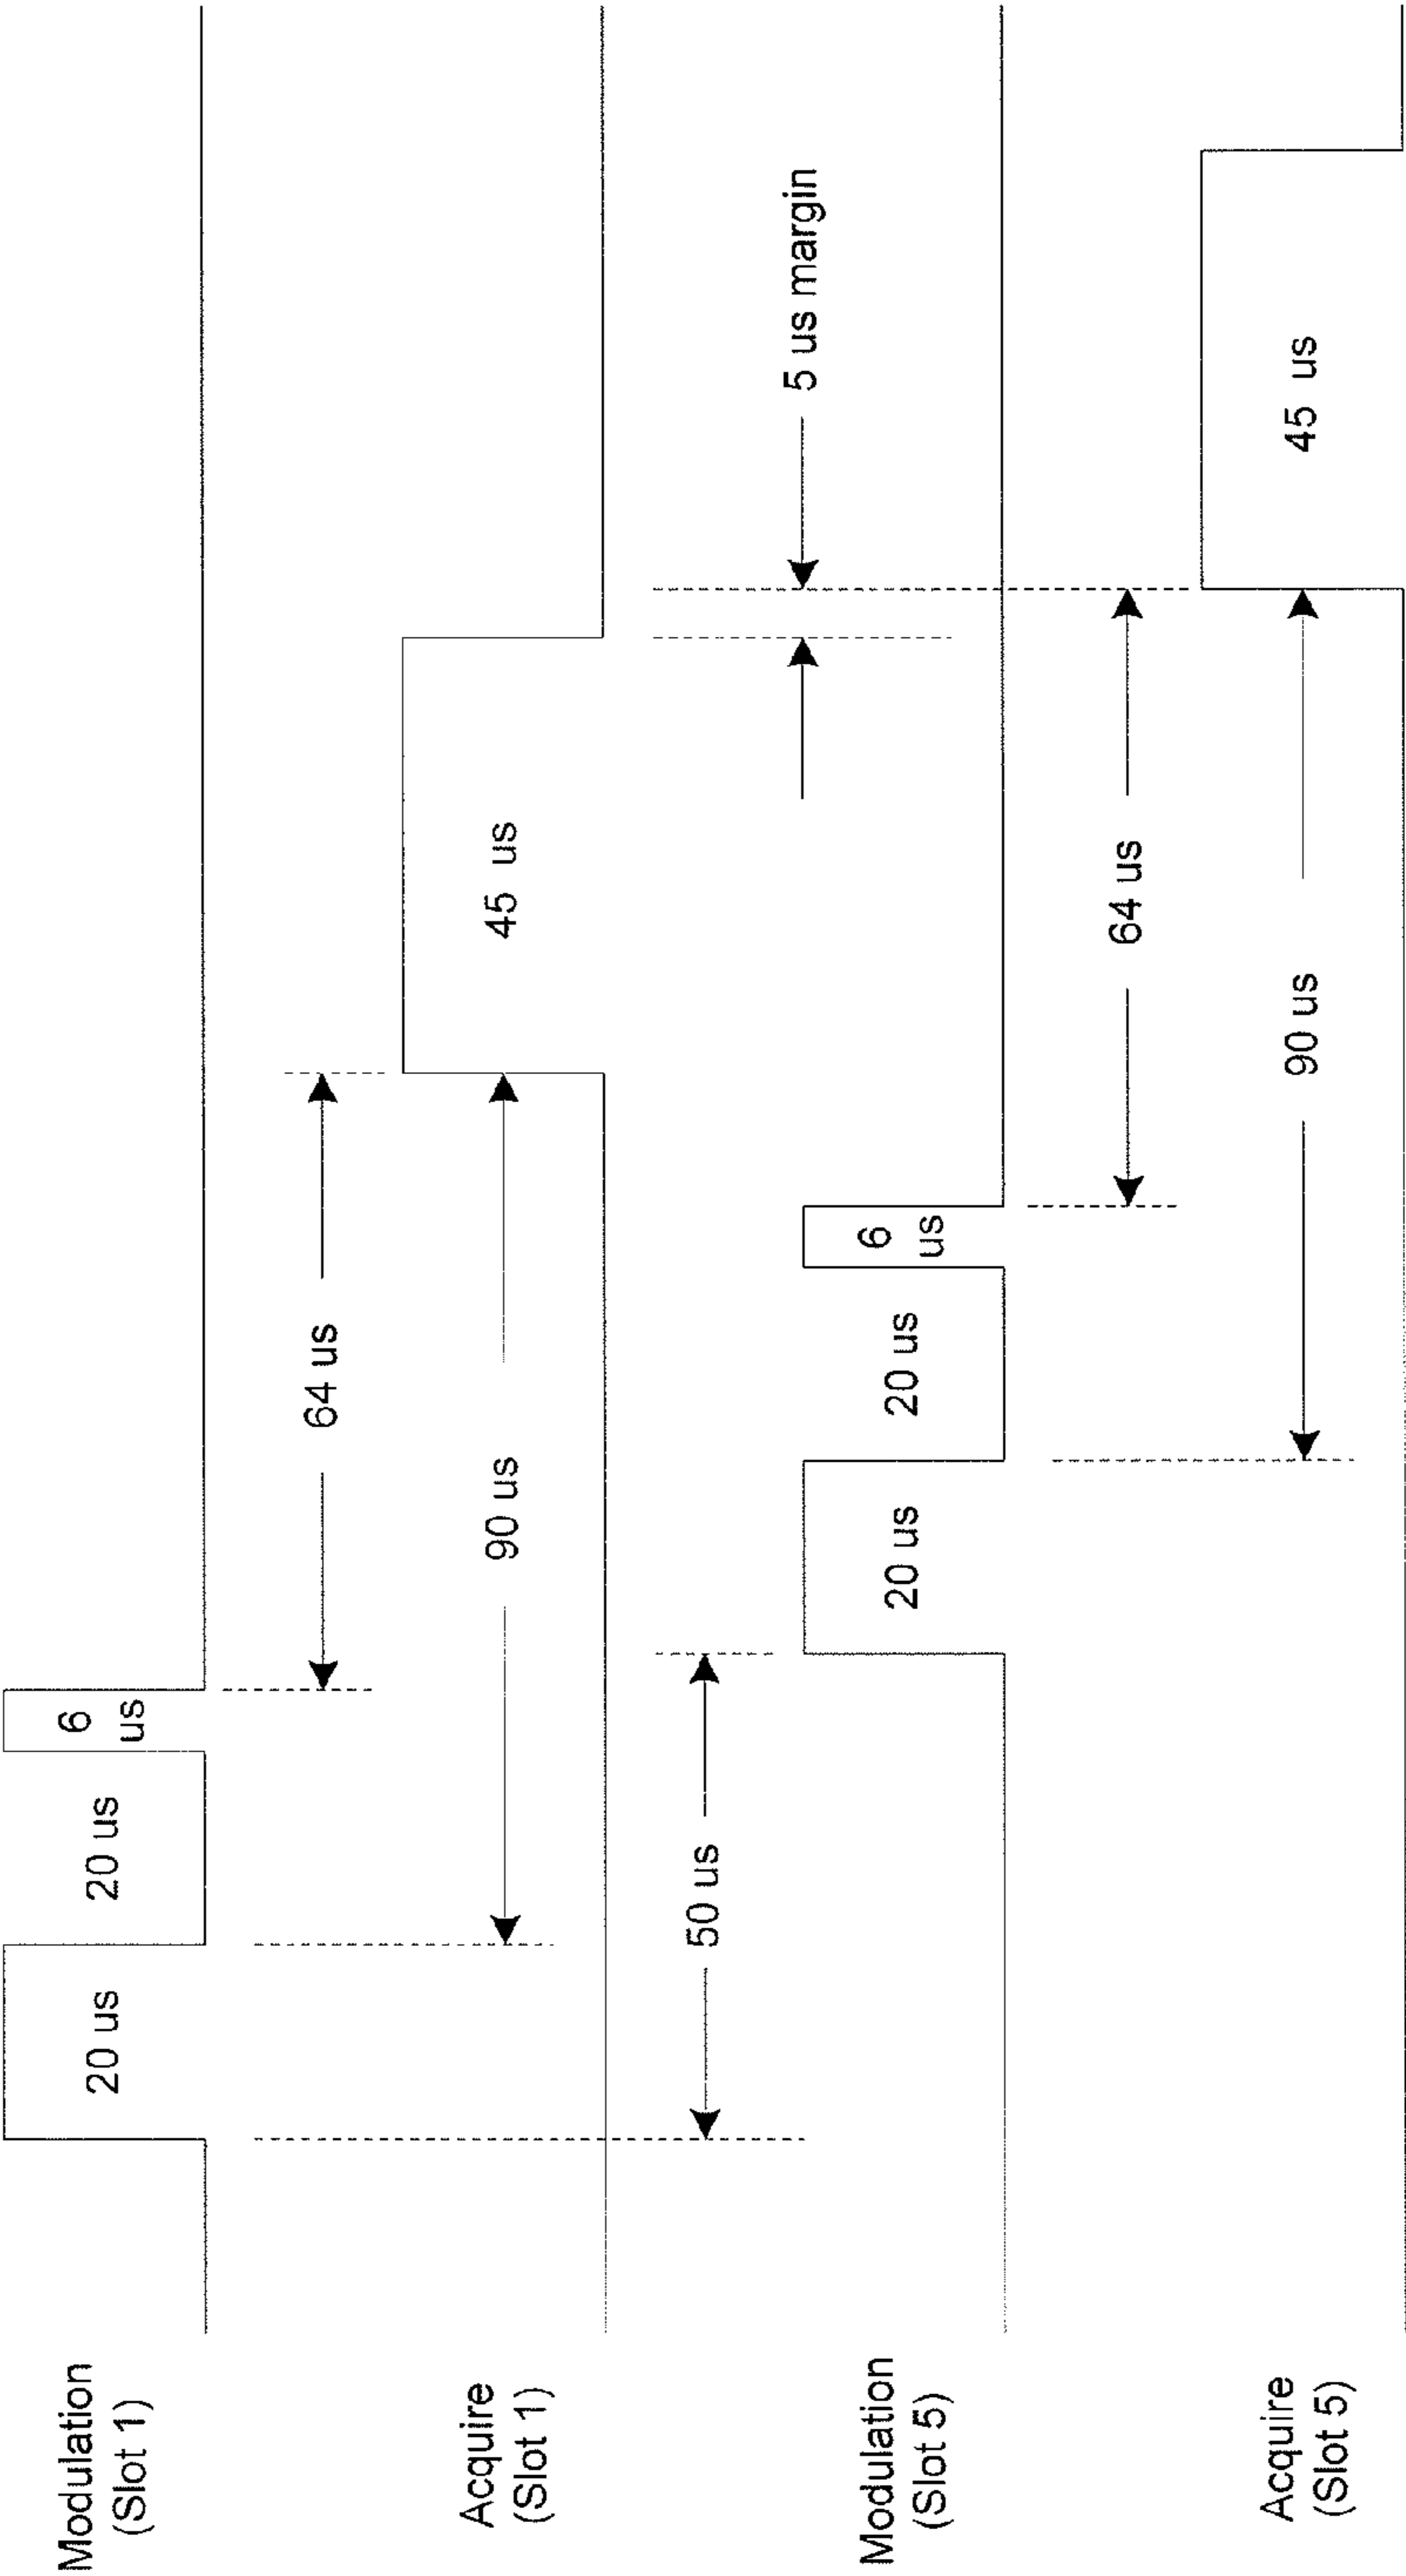 Modulation
(Slot 1)
20 us
20 us
6
us
64 us
Acquire
(Slot 1)
90 us
45 us
50 us
5 us margin
Modulation
(Slot 5)
20 us
20 us
6
us
64 us
Acquire
(Slot 5)
90 us
45 us